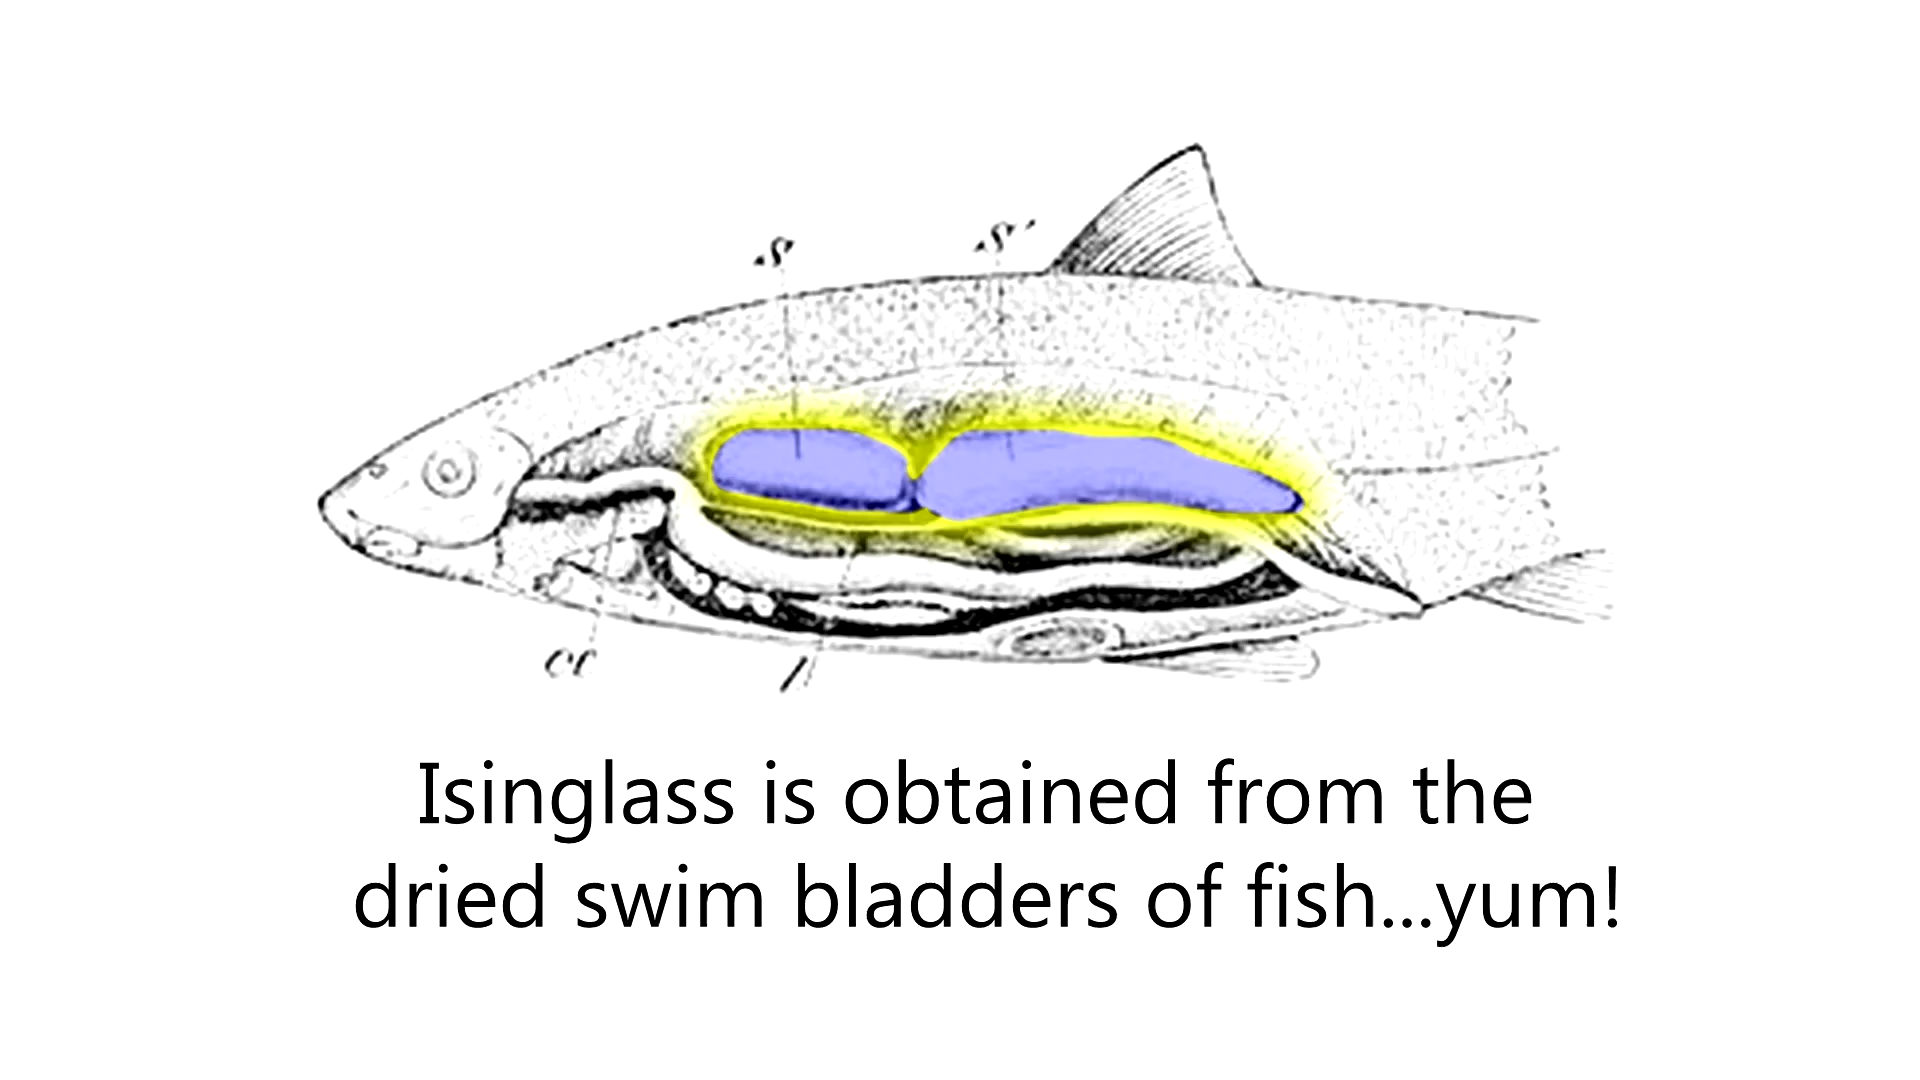 S S'
œ l
Isinglass is obtained from the
dried swim bladders of fish...yum!